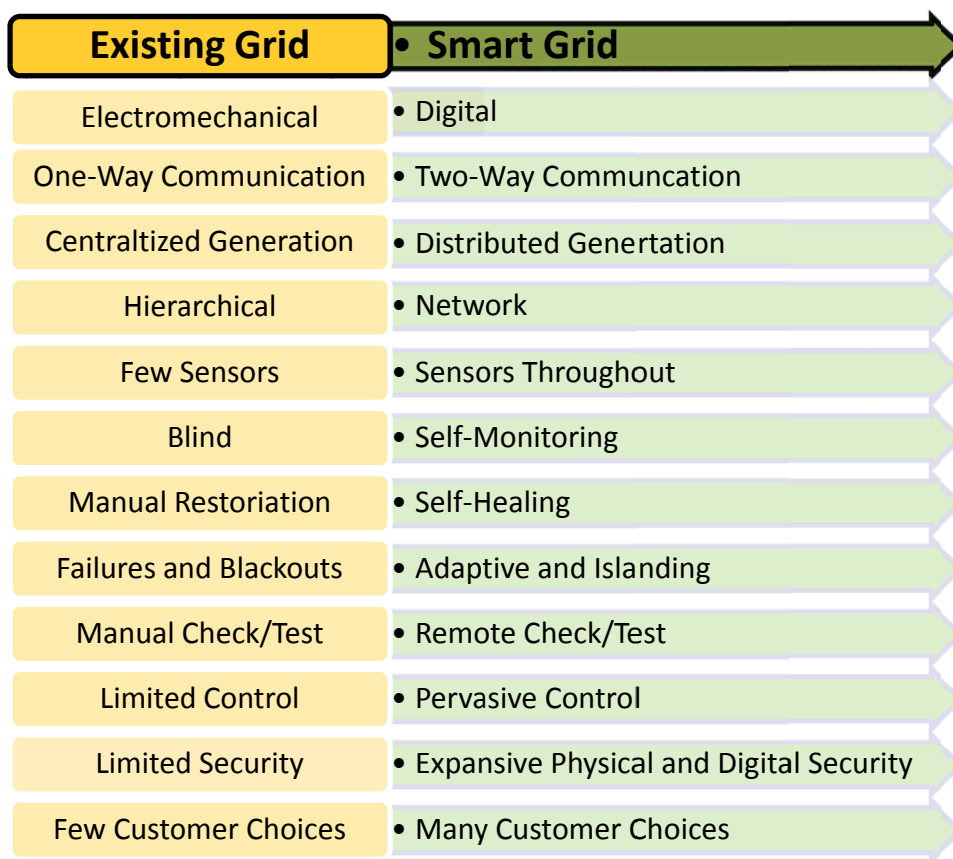 Existing Grid
• Smart Grid
Electromechanical
• Digital
One-Way Communication
• Two-Way Communcation
Centraltized Generation
• Distributed Genertation
Hierarchical
• Network
Few Sensors
• Sensors Throughout
Blind
• Self-Monitoring
Manual Restoriation
• Self-Healing
Failures and Blackouts
• Adaptive and Islanding
Manual Check/Test
• Remote Check/Test
Limited Control
• Pervasive Control
Limited Security
• Expansive Physical and Digital Security
Few Customer Choices
• Many Customer Choices